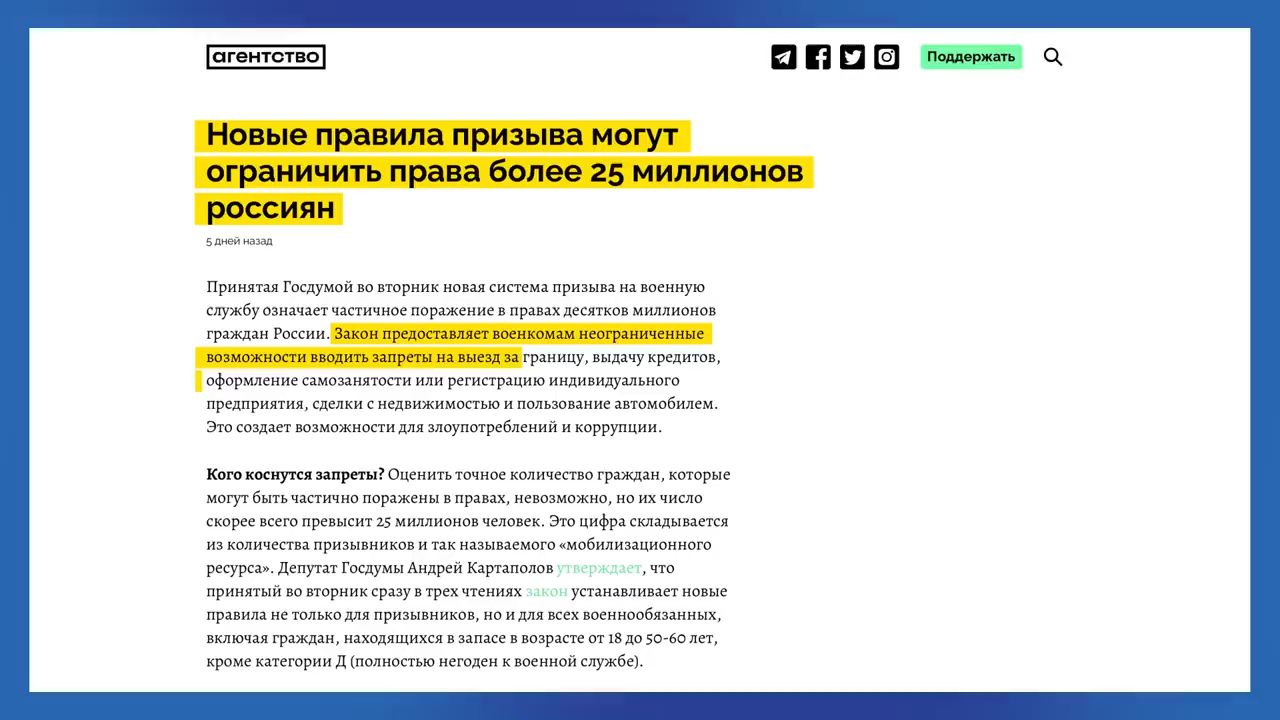 агентство
Поддержать
Новые правила призыва могут
ограничить права более 25 миллионов
россиян
5 дней назад
Принятая Госдумой во вторник новая система призыва на военную
службу означает частичное поражение в правах десятков миллионов
граждан России. Закон предоставляет военкомам неограниченные
возможности вводить запреты на выезд за границу, выдачу кредитов,
оформление самозанятости или регистрацию индивидуального
предприятия, сделки с недвижимостью и пользование автомобилем.
Это создает возможности для злоупотреблений и коррупции.
Кого коснутся запреты? Оценить точное количество граждан, которые
могут быть частично поражены в правах, невозможно, но их число
скорее всего превысит 25 миллионов человек. Это цифра складывается
из количества призывников и так называемого «мобилизационного
ресурса». Депутат Госдумы Андрей Картаполов утверждает, что
принятый во вторник сразу в трех чтениях закон устанавливает новые
правила не только для призывников, но и для всех военнообязанных,
включая граждан, находящихся в запасе в возрасте от 18 до 50-60 лет,
кроме категории Д (полностью негоден к военной службе).